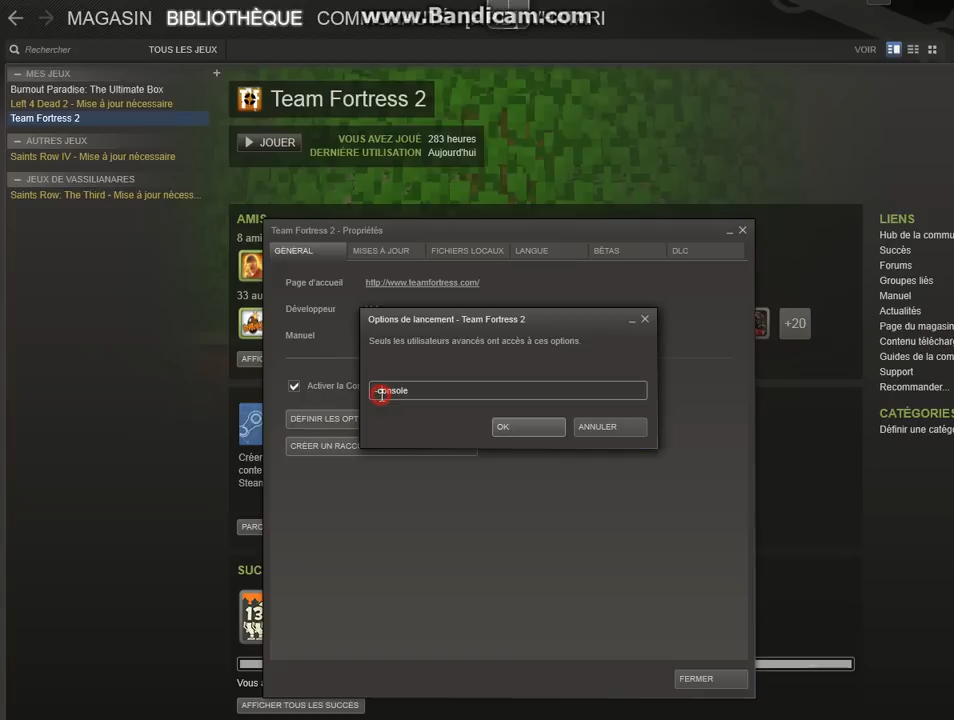 MAGASIN BIBLIOTHÈQUE
www.Bandicam.com
Rechercher TOUS LES JEUX VOIR
— MES JEUX +
Burnout Paradise: The Ultimate Box
Left 4 Dead 2 - Mise à jour nécessaire
Team Fortress 2
— AUTRES JEUX
Saints Row IV - Mise à jour nécessaire
— JEUX DE VASSILIANARES
Saints Row: The Third - Mise à jour nécess...
Team Fortress 2
JOUER
VOUS AVEZ JOUÉ 283 heures
DERNIÈRE UTILISATION Aujourd'hui
AMIS
8 ami
33 au
+20
Team Fortress 2 - Propriétés
GÉNÉRAL MISES À JOUR FICHIERS LOCAUX LANGUE BÊTAS DLC
Page d'accueil http://www.teamfortress.com/
Développeur
Manuel
Activer la Co
DÉFINIR LES OPT
CRÉER UN RACCO
Options de lancement - Team Fortress 2
Seuls les utilisateurs avancés ont accès à ces options.
-console
OK ANNULER
FERMER
Créer
conte
Steam
PARC
SUC
13
Vous a
AFFICHER TOUS LES SUCCÈS
LIENS
Hub de la commu
Succès
Forums
Groupes liés
Manuel
Actualités
Page du magasin
Contenu télécharg
Guides de la com
Support
Recommander...
CATÉGORIES
Définir une catégo